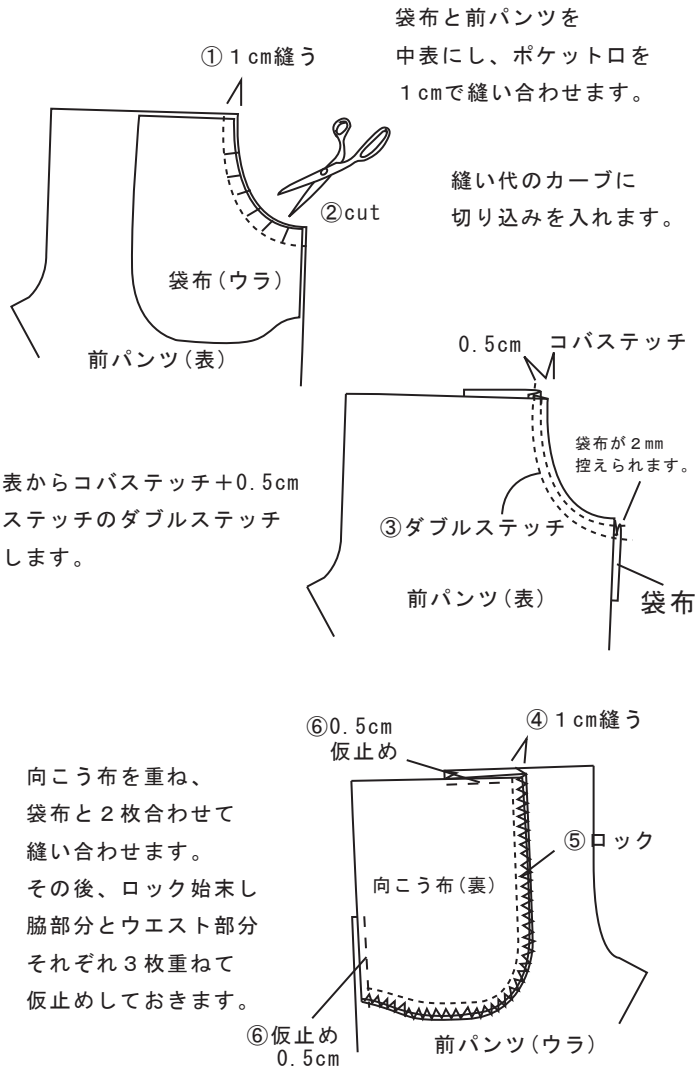 袋布と前パンツを
中表にし、ポケット口を
1cmで縫い合わせます。
①1cm縫う
縫い代のカーブに
切り込みを入れます。
②cut
袋布(ウラ)
前パンツ(表)
0.5cm
コバステッチ
袋布が2mm
控えられます。
表からコバステッチ+0.5cm
ステッチのダブルステッチ
します。
③ダブルステッチ
前パンツ(表)
袋布
⑥0.5cm
仮止め
④1cm縫う
向こう布を重ね、
袋布と2枚合わせて
縫い合わせます。
その後、ロック始末し
脇部分とウエスト部分
それぞれ3枚重ねて
仮止めしておきます。
⑤ロック
向こう布(裏)
⑥仮止め
0.5cm
前パンツ(ウラ)